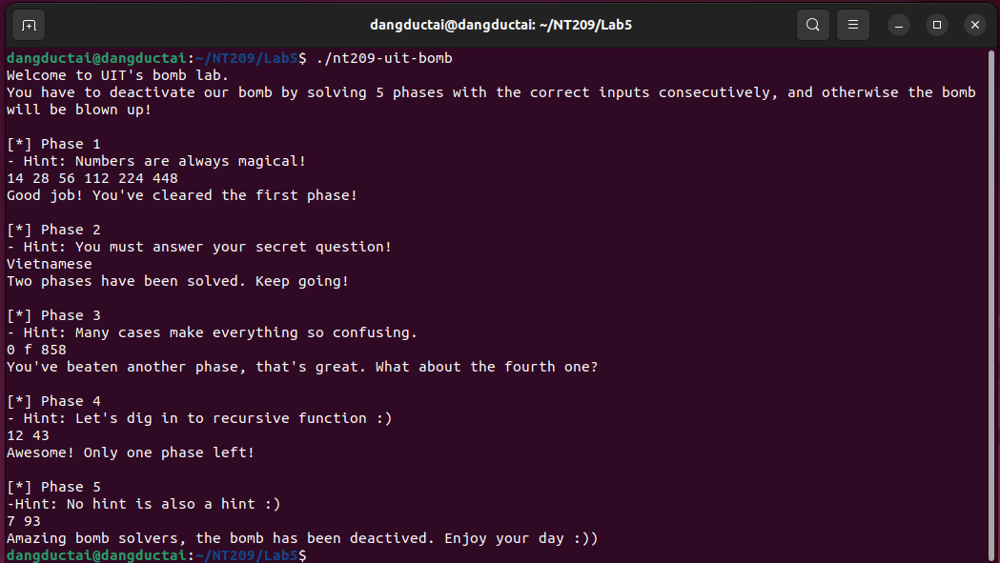 dangductai@dangductai: ~/NT209/Lab5
dangductai@dangductai:~/NT209/Lab5$ ./nt209-uit-bomb
Welcome to UIT's bomb lab.
You have to deactivate our bomb by solving 5 phases with the correct inputs consecutively, and otherwise the bomb
will be blown up!
[*] Phase 1
- Hint: Numbers are always magical!
14 28 56 112 224 448
Good job! You've cleared the first phase!
[*] Phase 2
- Hint: You must answer your secret question!
Vietnamese
Two phases have been solved. Keep going!
[*] Phase 3
- Hint: Many cases make everything so confusing.
0 f 858
You've beaten another phase, that's great. What about the fourth one?
[*] Phase 4
- Hint: Let's dig in to recursive function :)
12 43
Awesome! Only one phase left!
[*] Phase 5
-Hint: No hint is also a hint :)
7 93
Amazing bomb solvers, the bomb has been deactived. Enjoy your day :))
dangductai@dangductai:~/NT209/Lab5$